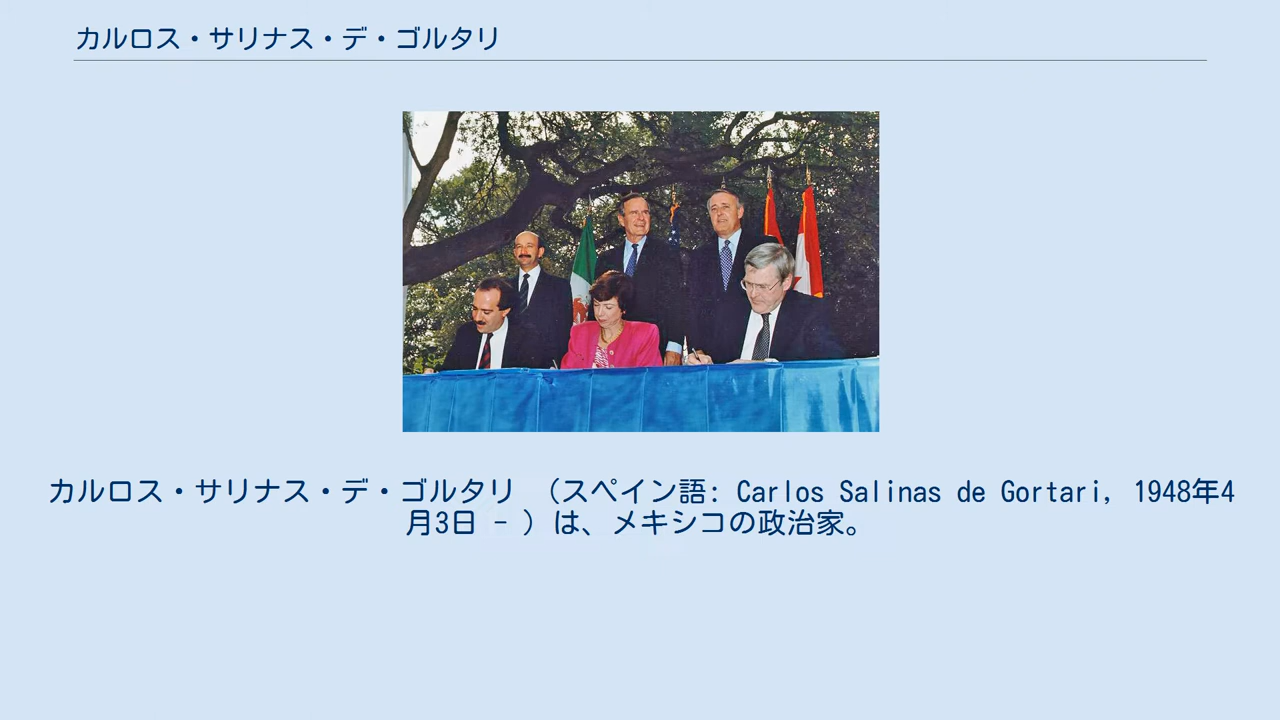 カルロス・サリナス・デ・ゴルタリ
カルロス・サリナス・デ・ゴルタリ （スペイン語: Carlos Salinas de Gortari, 1948年4
月3日 - ）は、メキシコの政治家。